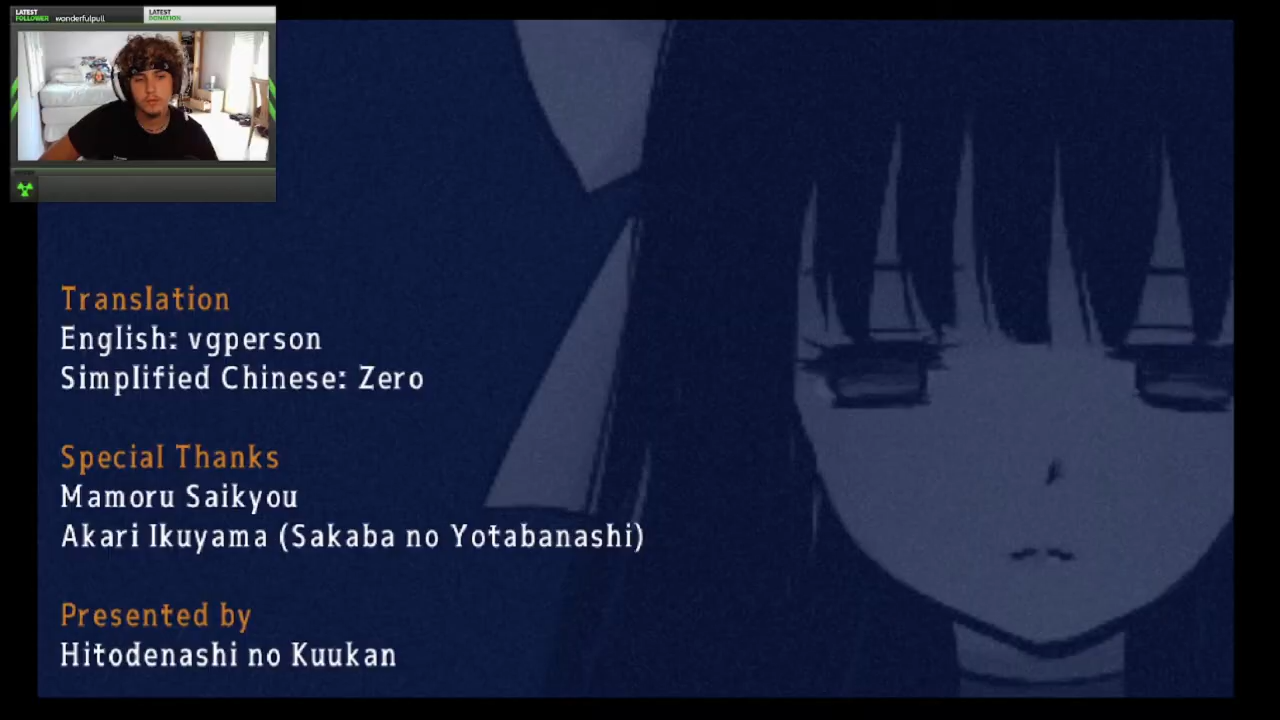 LATEST
FOLLOWER wonderfulpull
LATEST
DONATION
Translation
English: vgperson
Simplified Chinese: Zero
Special Thanks
Mamoru Saikyou
Akari Ikuyama (Sakaba no Yotabanashi)
Presented by
Hitodenashi no Kuukan